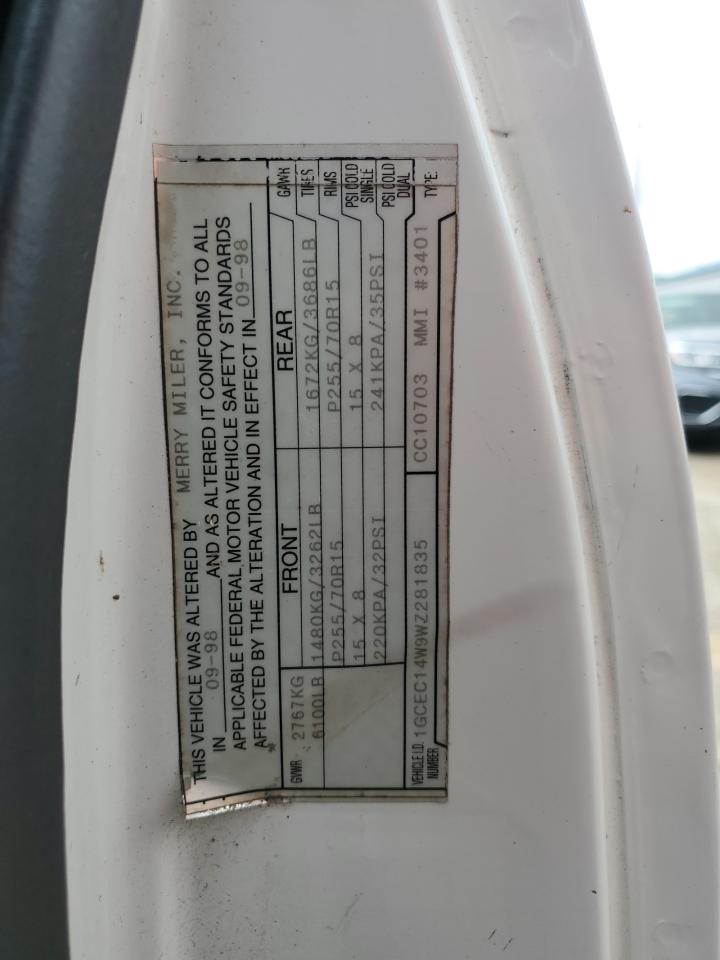 THIS VEHICLE WAS ALTERED BY MERRY MILER, INC.
IN 09-98 AND AS ALTERED IT CONFORMS TO ALL
APPLICABLE FEDERAL MOTOR VEHICLE SAFETY STANDARDS
AFFECTED BY THE ALTERATION AND IN EFFECT IN 09-98
FRONT REAR
GVWR 2767KG 1480KG/3262LB 1672KG/3686LB GAWR
6100LB P255/70R15 P255/70R15 TIRES
15 X 8 15 X 8 RIMS
220KPA/32PSI 241KPA/35PSI PSI COLD SINGLE
PSI COLD DUAL
VEHICLE I.D. NUMBER 1GCEC14W9WZ281835 CC10703 MMI #3401 TYPE: